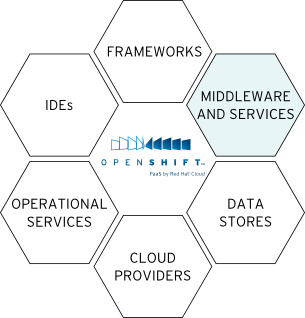 FRAMEWORKS
IDEs
MIDDLEWARE
AND SERVICES
OPENSHIFT™
PaaS by Red Hat® Cloud
OPERATIONAL
SERVICES
DATA
STORES
CLOUD
PROVIDERS